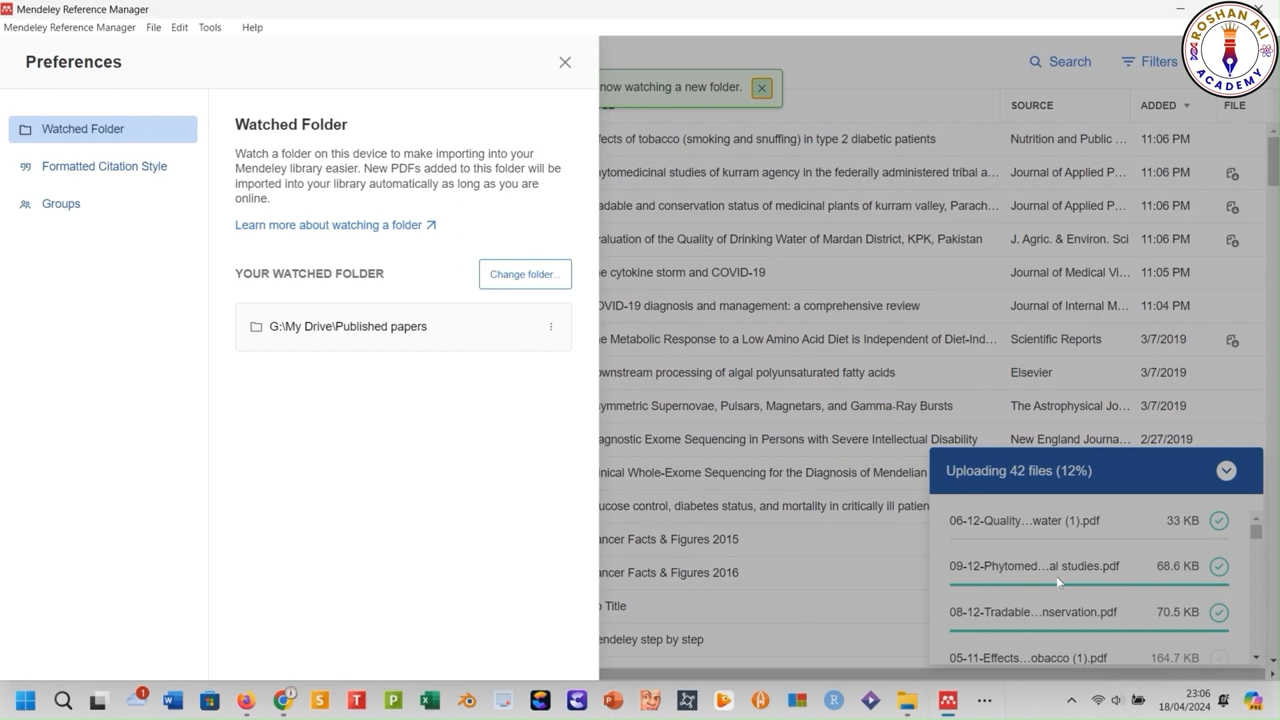 Mendeley Reference Manager
Mendeley Reference Manager File Edit Tools Help
ROSHAN ALI
ACADEMY
Preferences
Watched Folder
Formatted Citation Style
Groups
Watched Folder
Watch a folder on this device to make importing into your
Mendeley library easier. New PDFs added to this folder will be
imported into your library automatically as long as you are
online.
Learn more about watching a folder
YOUR WATCHED FOLDER
Change folder...
G:\My Drive\Published papers
now watching a new folder.
Search
Filters
SOURCE ADDED FILE
ects of tobacco (smoking and snuffing) in type 2 diabetic patients Nutrition and Public ... 11:06 PM
ytomedicinal studies of kurram agency in the federally administered tribal a... Journal of Applied P... 11:06 PM
adable and conservation status of medicinal plants of kurram valley, Parach... Journal of Applied P... 11:06 PM
aluation of the Quality of Drinking Water of Mardan District, KPK, Pakistan J. Agric. & Environ. Sci 11:06 PM
e cytokine storm and COVID-19 Journal of Medical Vi... 11:05 PM
OVID-19 diagnosis and management: a comprehensive review Journal of Internal M... 11:04 PM
e Metabolic Response to a Low Amino Acid Diet is Independent of Diet-Ind... Scientific Reports 3/7/2019
ownstream processing of algal polyunsaturated fatty acids Elsevier 3/7/2019
ymmetric Supernovae, Pulsars, Magnetars, and Gamma-Ray Bursts The Astrophysical Jo... 3/7/2019
agnostic Exome Sequencing in Persons with Severe Intellectual Disability New England Journa... 2/27/2019
inical Whole-Exome Sequencing for the Diagnosis of Mendelian
ucose control, diabetes status, and mortality in critically ill patien
ancer Facts & Figures 2015
ancer Facts & Figures 2016
o Title
endeley step by step
Uploading 42 files (12%)
06-12-Quality...water (1).pdf 33 KB
09-12-Phytomed...al studies.pdf 68.6 KB
08-12-Tradable...nservation.pdf 70.5 KB
05-11-Effects...obacco (1).pdf 164.7 KB
23:06
18/04/2024